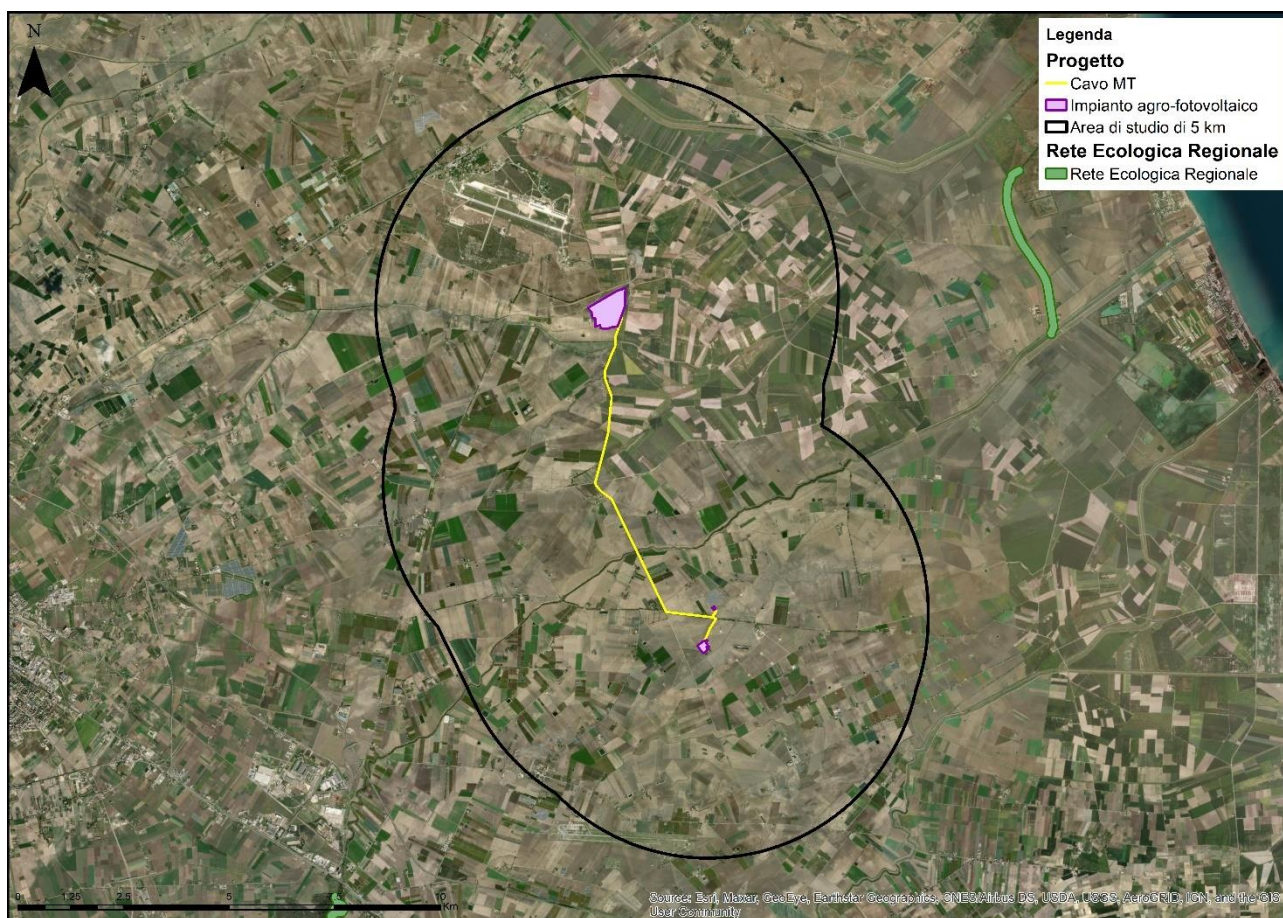 N
Legenda
Progetto
Cavo MT
Impianto agro-fotovoltaico
Area di studio di 5 km
Rete Ecologica Regionale
Rete Ecologica Regionale
0 1.25 2.5 5 7.5 10
Km
Source: Esri, Maxar, GeoEye, Earthstar Geographics, CNES/Airbus DS, USDA, USGS, AeroGRID, IGN, and the GIS
User Community